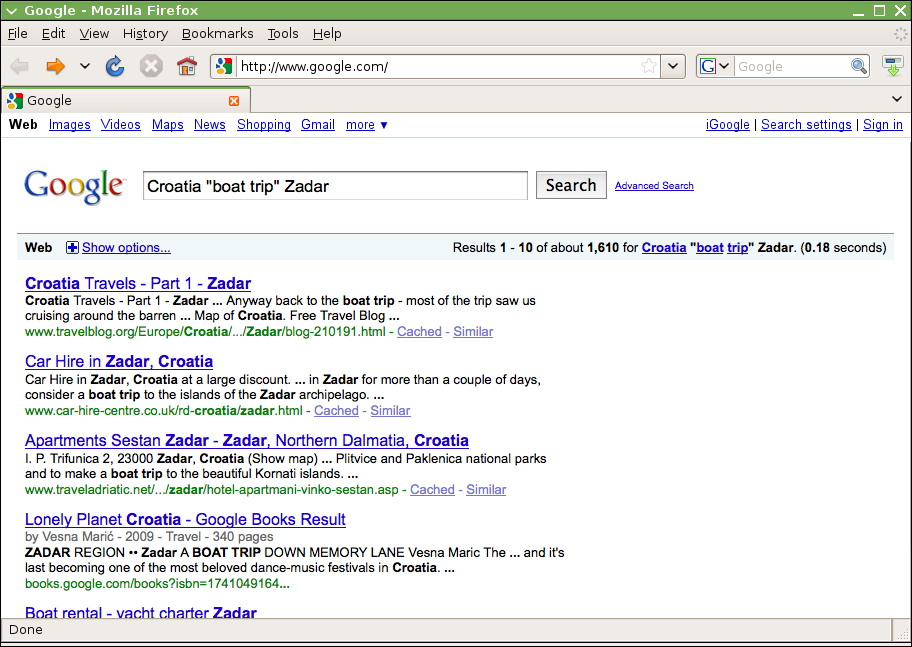 Google - Mozilla Firefox
File Edit View History Bookmarks Tools Help
http://www.google.com/ G Google
Google
Web Images Videos Maps News Shopping Gmail more ▼ iGoogle | Search settings | Sign in
Google Croatia "boat trip" Zadar Search Advanced Search
Web Show options... Results 1 - 10 of about 1,610 for Croatia "boat trip" Zadar. (0.18 seconds)
Croatia Travels - Part 1 - Zadar
Croatia Travels - Part 1 - Zadar ... Anyway back to the boat trip - most of the trip saw us
cruising around the barren ... Map of Croatia. Free Travel Blog ...
www.travelblog.org/Europe/Croatia/.../Zadar/blog-210191.html - Cached - Similar
Car Hire in Zadar, Croatia
Car Hire in Zadar, Croatia at a large discount. ... in Zadar for more than a couple of days,
consider a boat trip to the islands of the Zadar archipelago. ...
www.car-hire-centre.co.uk/rd-croatia/zadar.html - Cached - Similar
Apartments Sestan Zadar - Zadar, Northern Dalmatia, Croatia
I. P. Trifunica 2, 23000 Zadar, Croatia (Show map) ... Plitvice and Paklenica national parks
and to make a boat trip to the beautiful Kornati islands. ...
www.traveladriatic.net/.../zadar/hotel-apartmani-vinko-sestan.asp - Cached - Similar
Lonely Planet Croatia - Google Books Result
by Vesna Marić - 2009 - Travel - 340 pages
ZADAR REGION •• Zadar A BOAT TRIP DOWN MEMORY LANE Vesna Maric The ... and it's
last becoming one of the most beloved dance-music festivals in Croatia. ...
books.google.com/books?isbn=1741049164...
Boat rental - yacht charter Zadar
Done